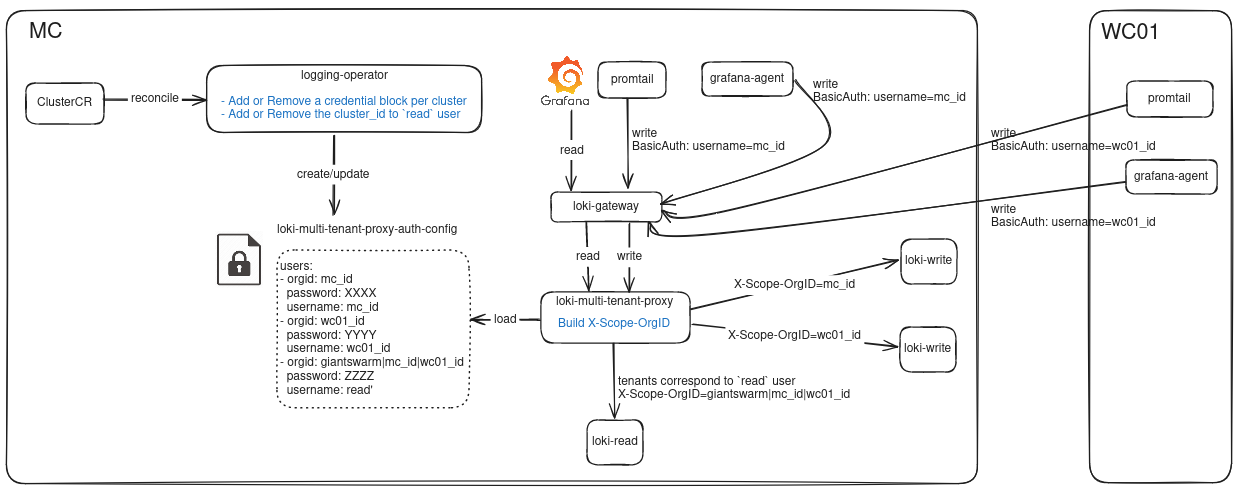 MC
WC01
ClusterCR
reconcile
logging-operator
- Add or Remove a credential block per cluster
- Add or Remove the cluster_id to `read` user
create/update
loki-multi-tenant-proxy-auth-config
users:
- orgid: mc_id
password: XXXX
username: mc_id
- orgid: wc01_id
password: YYYY
username: wc01_id
- orgid: giantswarm|mc_id|wc01_id
password: ZZZZ
username: read'
load
Grafana
promtail
grafana-agent
read
write
BasicAuth: username=mc_id
write
BasicAuth: username=mc_id
promtail
write
BasicAuth: username=wc01_id
grafana-agent
write
BasicAuth: username=wc01_id
loki-gateway
read
write
loki-multi-tenant-proxy
Build X-Scope-OrgID
X-Scope-OrgID=mc_id
loki-write
X-Scope-OrgID=wc01_id
loki-write
tenants correspond to `read` user
X-Scope-OrgID=giantswarm|mc_id|wc01_id
loki-read